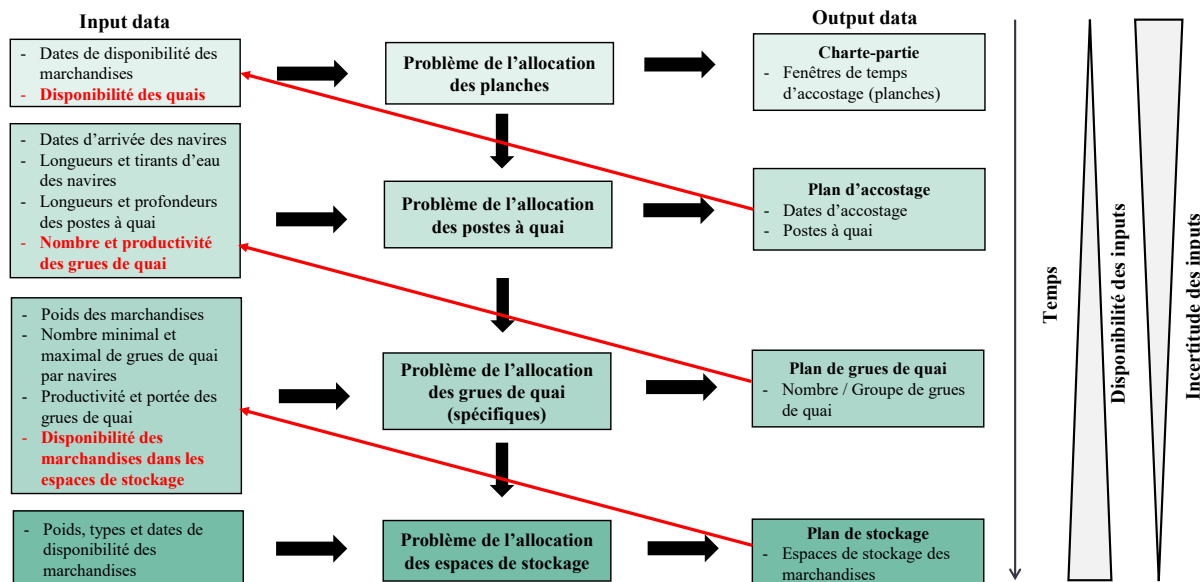 Input data
- Dates de disponibilité des
marchandises
- Disponibilité des quais
Problème de l'allocation
des planches
Output data
Charte-partie
- Fenêtres de temps
d'accostage (planches)
- Dates d'arrivée des navires
- Longueurs et tirants d'eau
des navires
- Longueurs et profondeurs
des postes à quai
- Nombre et productivité
des grues de quai
Problème de l'allocation
des postes à quai
Plan d'accostage
- Dates d'accostage
- Postes à quai
- Poids des marchandises
- Nombre minimal et
maximal de grues de quai
par navires
- Productivité et portée des
grues de quai
- Disponibilité des
marchandises dans les
espaces de stockage
Problème de l'allocation
des grues de quai
(spécifiques)
Plan de grues de quai
- Nombre / Groupe de grues
de quai
- Poids, types et dates de
disponibilité des
marchandises
Problème de l'allocation
des espaces de stockage
Plan de stockage
- Espaces de stockage des
marchandises
Temps
Disponibilité des inputs
Incertitude des inputs